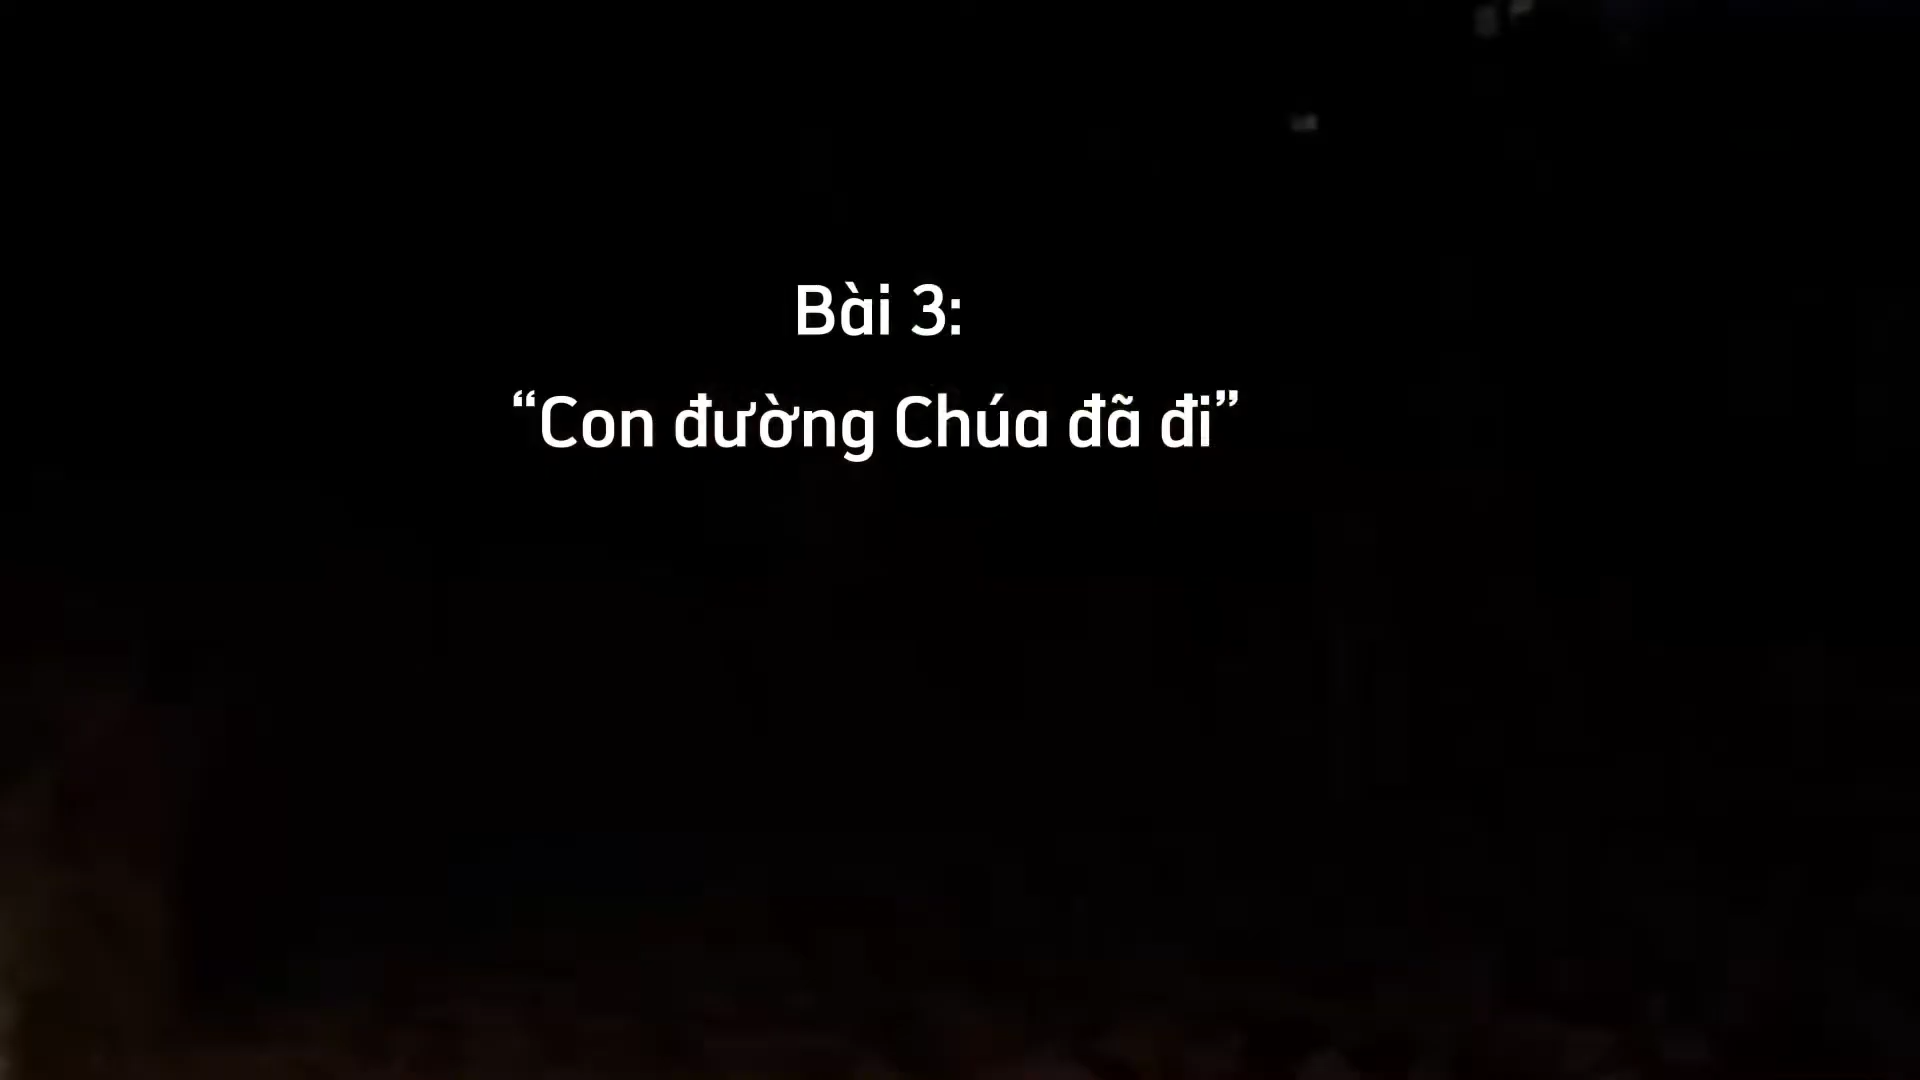 Bài 3:
“Con đường Chúa đã đi”